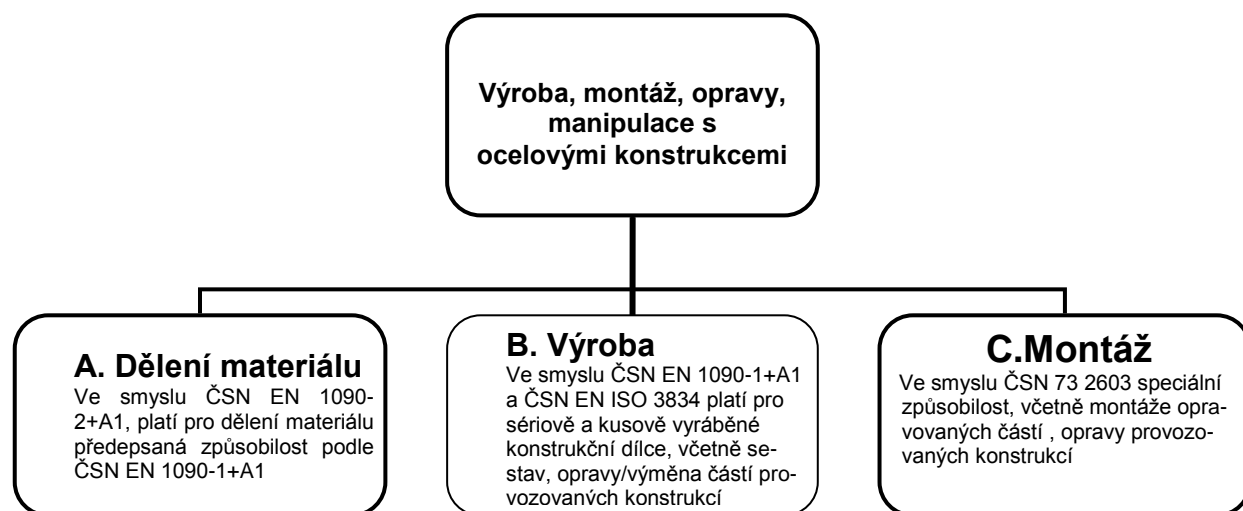 Výroba, montáž, opravy,
manipulace s
ocelovými konstrukcemi
A. Dělení materiálu
Ve smyslu ČSN EN 1090-
2+A1, platí pro dělení materiálu
předepsaná způsobilost podle
ČSN EN 1090-1+A1
B. Výroba
Ve smyslu ČSN EN 1090-1+A1
a ČSN EN ISO 3834 platí pro
sériově a kusově vyráběné
konstrukční dílce, včetně se-
stav, opravy/výměna částí pro-
vozovaných konstrukcí
C.Montáž
Ve smyslu ČSN 73 2603 speciální
způsobilost, včetně montáže opra-
vovaných částí , opravy provozo-
vaných konstrukcí